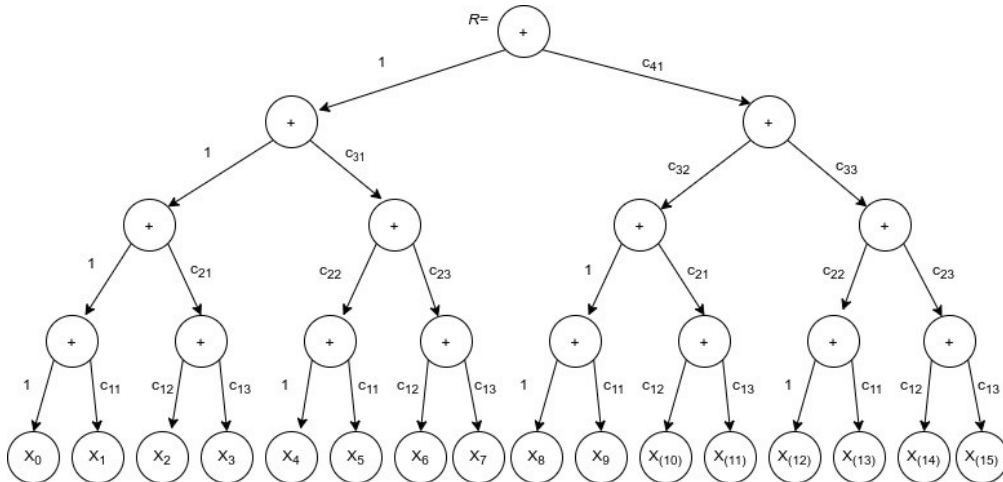 R= +
1 c₄₁
+ +
1 c₃₁ c₃₂ c₃₃
+ + + +
1 c₂₁ c₂₂ c₂₃ 1 c₂₁ c₂₂ c₂₃
+ + + + + + + +
1 c₁₁ c₁₂ c₁₃ 1 c₁₁ c₁₂ c₁₃ 1 c₁₁ c₁₂ c₁₃ 1 c₁₁ c₁₂ c₁₃
X₀ X₁ X₂ X₃ X₄ X₅ X₆ X₇ X₈ X₉ X₍₁₀₎ X₍₁₁₎ X₍₁₂₎ X₍₁₃₎ X₍₁₄₎ X₍₁₅₎